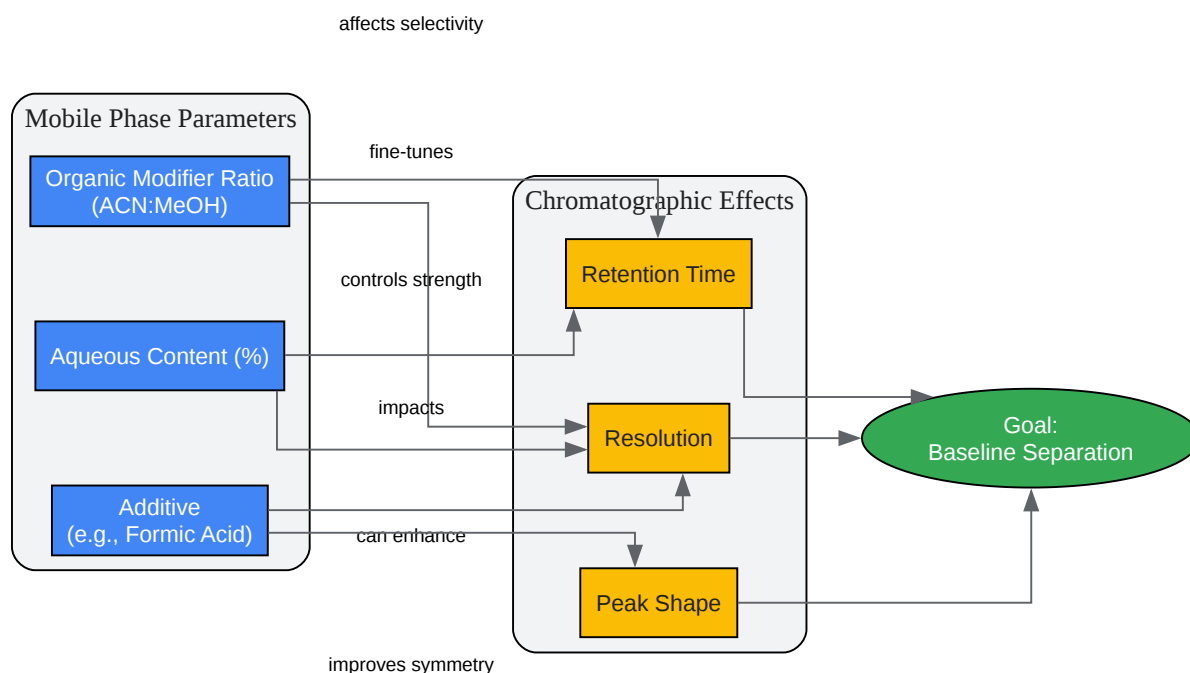 affects selectivity
Mobile Phase Parameters
Organic Modifier Ratio
(ACN:MeOH)
fine-tunes
Chromatographic Effects
Retention Time
controls strength
Aqueous Content (%)
impacts
Resolution
Goal:
Baseline Separation
Additive
(e.g., Formic Acid)
can enhance
Peak Shape
improves symmetry